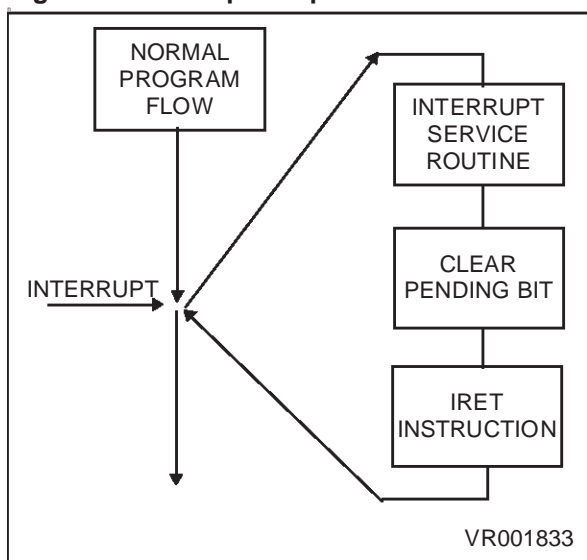 NORMAL
PROGRAM
FLOW
INTERRUPT
SERVICE
ROUTINE
INTERRUPT
CLEAR
PENDING BIT
IRET
INSTRUCTION
VR001833